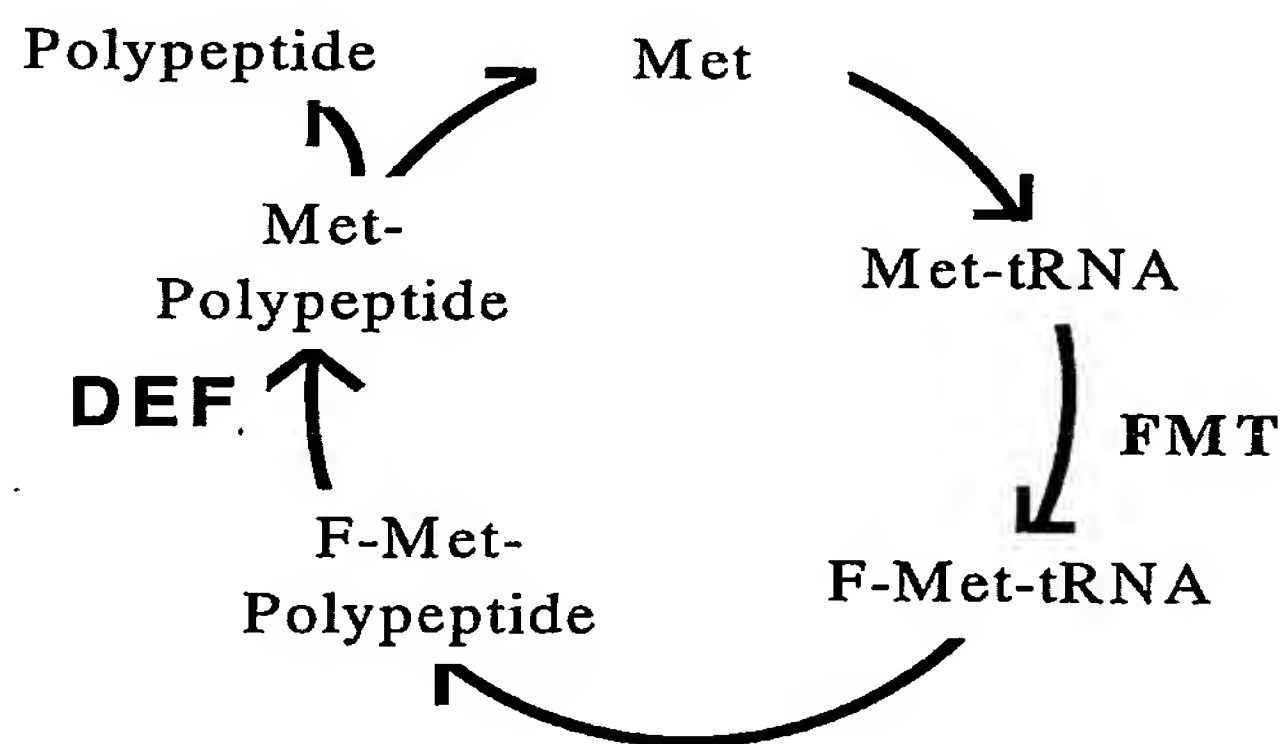 Polypeptide
Met
Met-
Polypeptide
Met-tRNA
DEF
FMT
F-Met-
Polypeptide
F-Met-tRNA